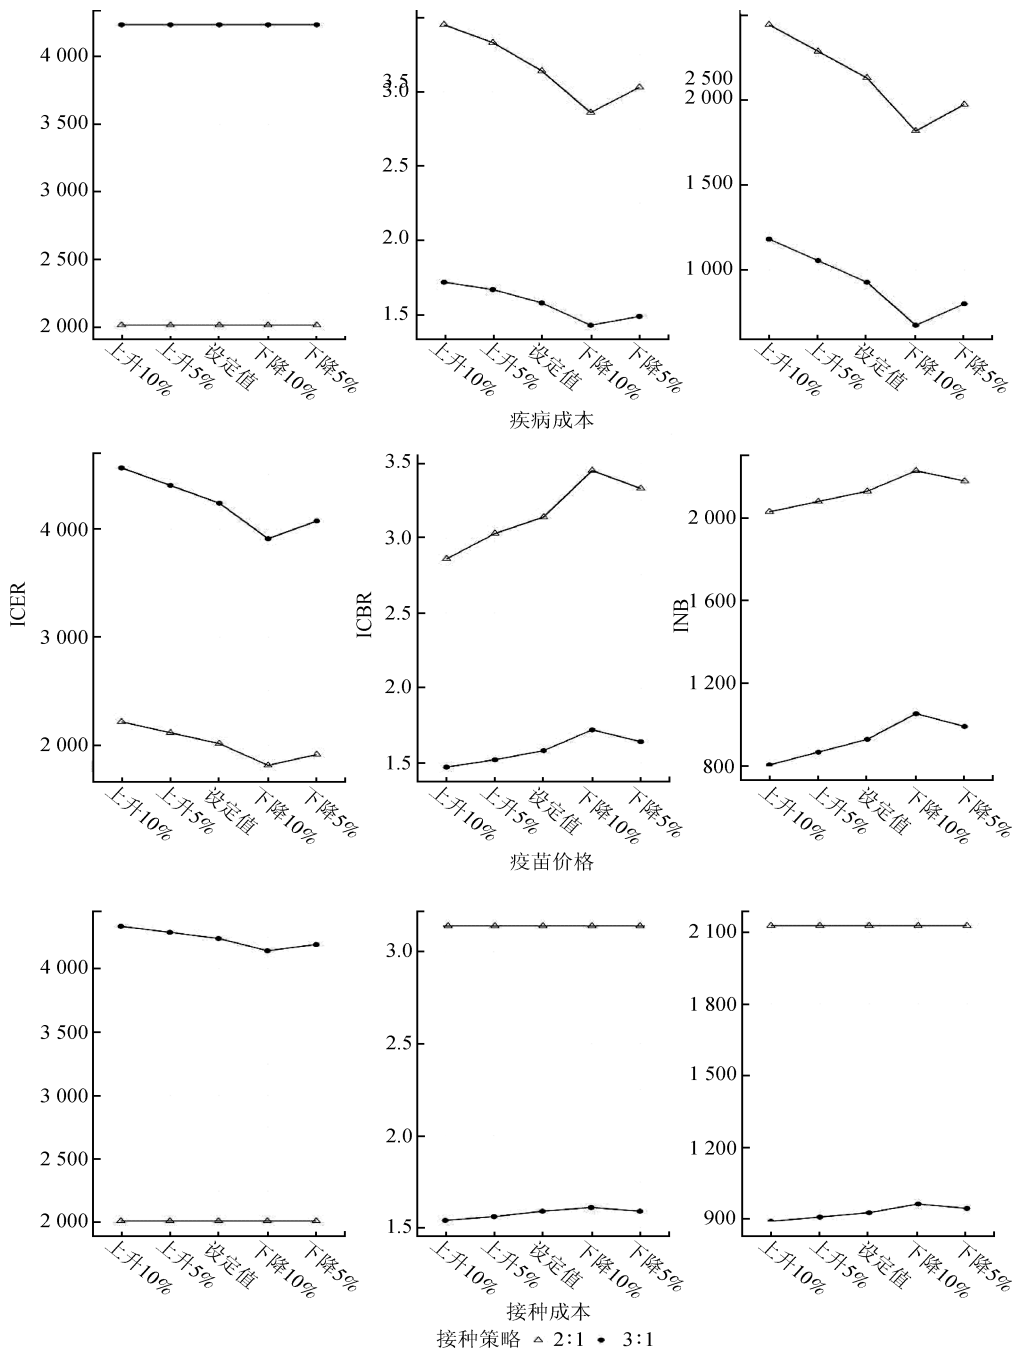 4 000
3 500
3 000
2 500
2 000
上升10%
上升5%
设定值
下降10%
下降5%
3.5
3.0
2.5
2.0
1.5
上升10%
上升5%
设定值
下降10%
下降5%
2 500
2 000
1 500
1 000
上升10%
上升5%
设定值
下降10%
下降5%
疾病成本
ICER
4 000
3 000
2 000
上升10%
上升5%
设定值
下降10%
下降5%
ICBR
3.5
3.0
2.5
2.0
1.5
上升10%
上升5%
设定值
下降10%
下降5%
INB
2 000
1 600
1 200
800
上升10%
上升5%
设定值
下降10%
下降5%
疫苗价格
4 000
3 500
3 000
2 500
2 000
上升10%
上升5%
设定值
下降10%
下降5%
3.0
2.5
2.0
1.5
上升10%
上升5%
设定值
下降10%
下降5%
2 100
1 800
1 500
1 200
900
上升10%
上升5%
设定值
下降10%
下降5%
接种成本
接种策略 2:1 3:1